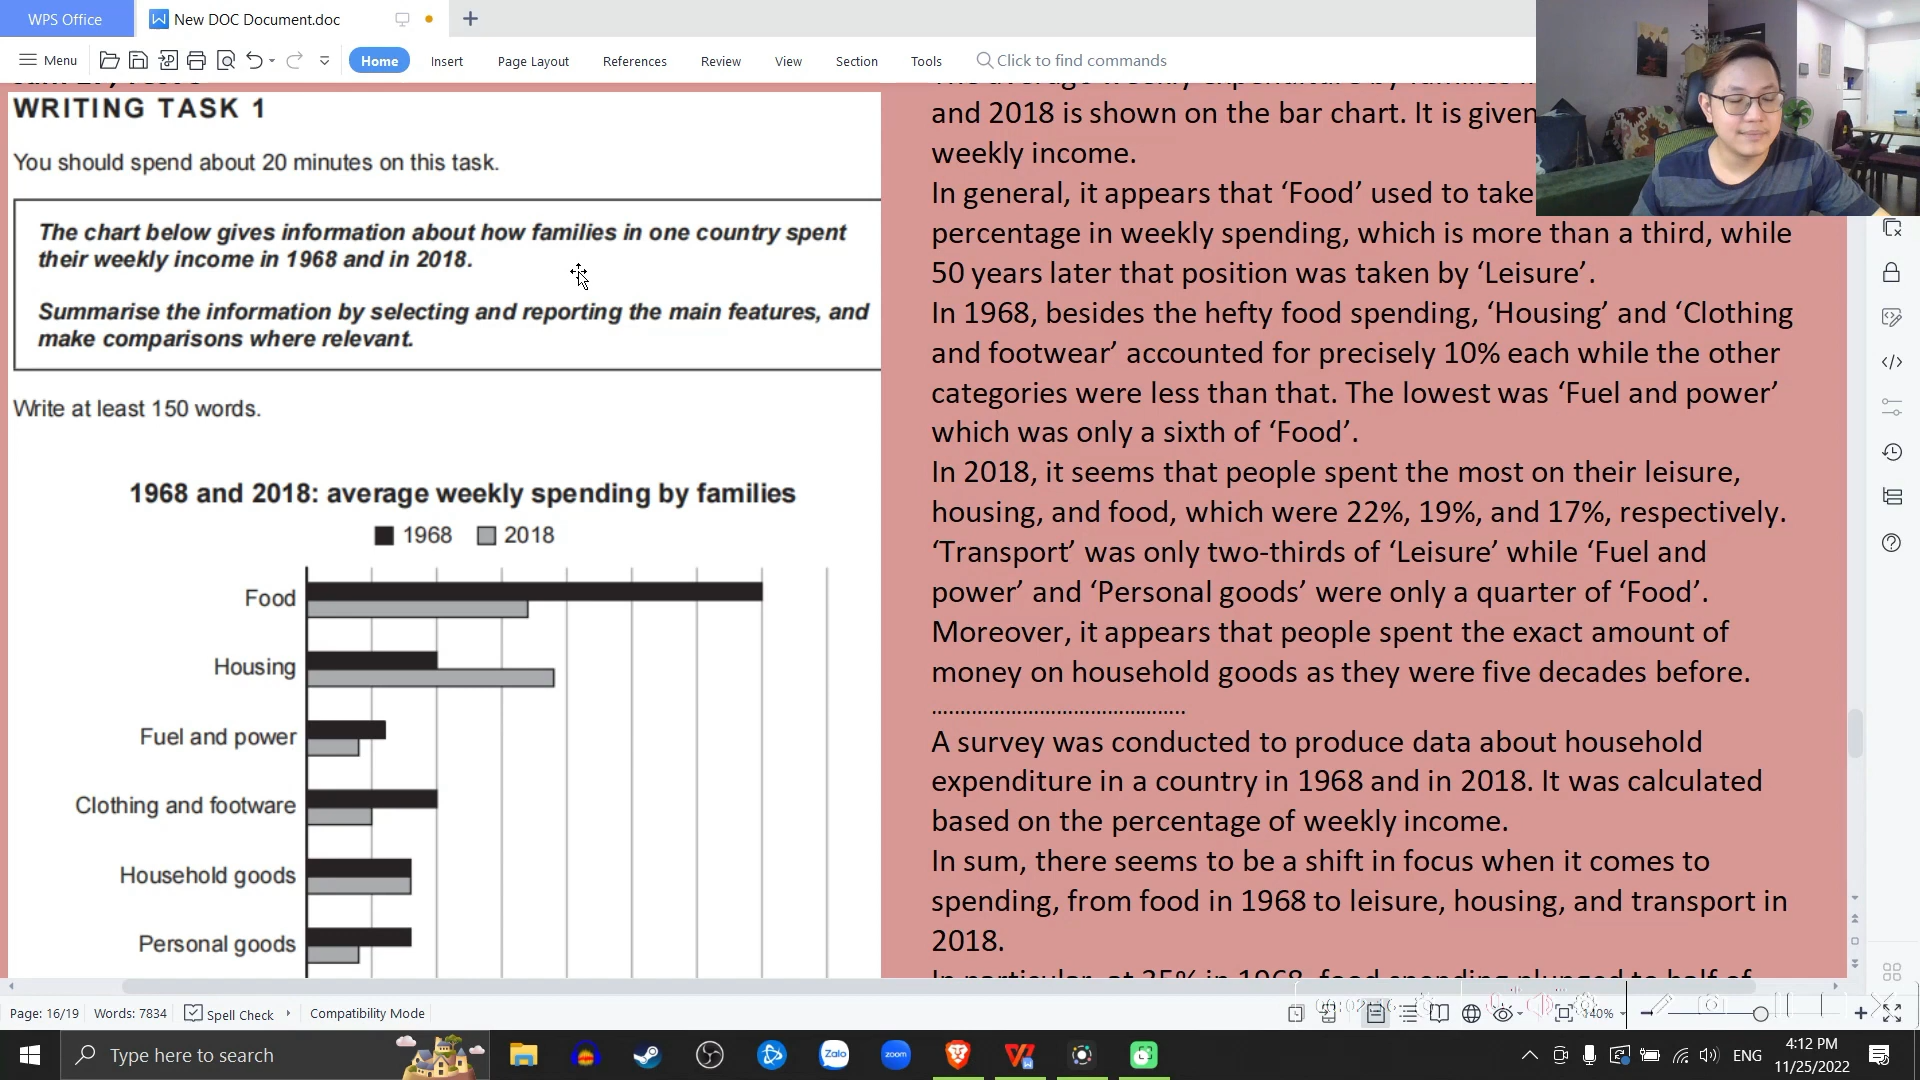 WPS Office
New DOC Document.doc
Menu
Home
Insert
Page Layout
References
Review
View
Section
Tools
Click to find commands
WRITING TASK 1
You should spend about 20 minutes on this task.
The chart below gives information about how families in one country spent
their weekly income in 1968 and in 2018.
Summarise the information by selecting and reporting the main features, and
make comparisons where relevant.
Write at least 150 words.
1968 and 2018: average weekly spending by families
1968 2018
Food
Housing
Fuel and power
Clothing and footware
Household goods
Personal goods
and 2018 is shown on the bar chart. It is given
weekly income.
In general, it appears that ‘Food’ used to take
percentage in weekly spending, which is more than a third, while
50 years later that position was taken by ‘Leisure’.
In 1968, besides the hefty food spending, ‘Housing’ and ‘Clothing
and footwear’ accounted for precisely 10% each while the other
categories were less than that. The lowest was ‘Fuel and power’
which was only a sixth of ‘Food’.
In 2018, it seems that people spent the most on their leisure,
housing, and food, which were 22%, 19%, and 17%, respectively.
‘Transport’ was only two-thirds of ‘Leisure’ while ‘Fuel and
power’ and ‘Personal goods’ were only a quarter of ‘Food’.
Moreover, it appears that people spent the exact amount of
money on household goods as they were five decades before.
............................................
A survey was conducted to produce data about household
expenditure in a country in 1968 and in 2018. It was calculated
based on the percentage of weekly income.
In sum, there seems to be a shift in focus when it comes to
spending, from food in 1968 to leisure, housing, and transport in
2018.
In particular, at 35% in 1968, food spending plunged to half of
Page: 16/19
Words: 7834
Spell Check
Compatibility Mode
140%
Type here to search
Zalo
zoom
ENG
4:12 PM
11/25/2022